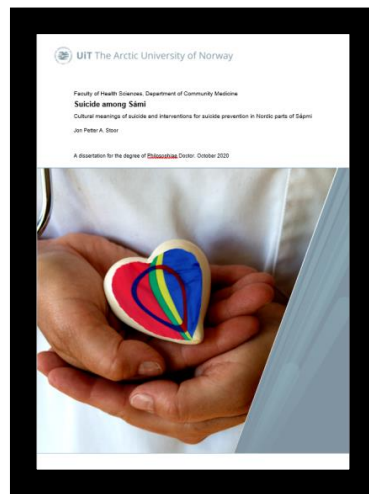 UiT The Arctic University of Norway
Faculty of Health Sciences, Department of Community Medicine
Suicide among Sámi
Cultural meanings of suicide and interventions for suicide prevention in Nordic parts of Sápmi
Jon Petter A. Stoor
A dissertation for the degree of Philosophiae Doctor, October 2020